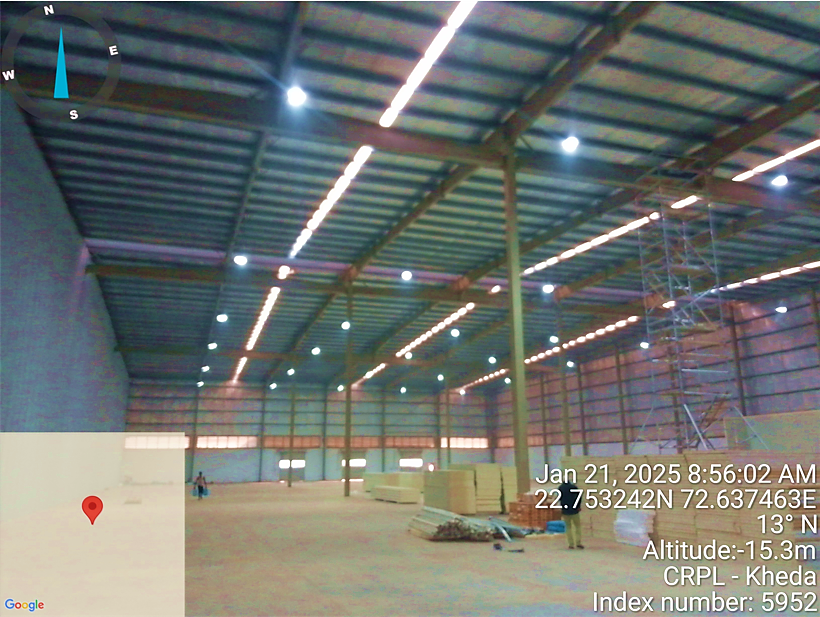 N
E
W
S
Jan 21, 2025 8:56:02 AM
22.753242N 72.637463E
13° N
Altitude:-15.3m
CRPL - Kheda
Index number: 5952
Google